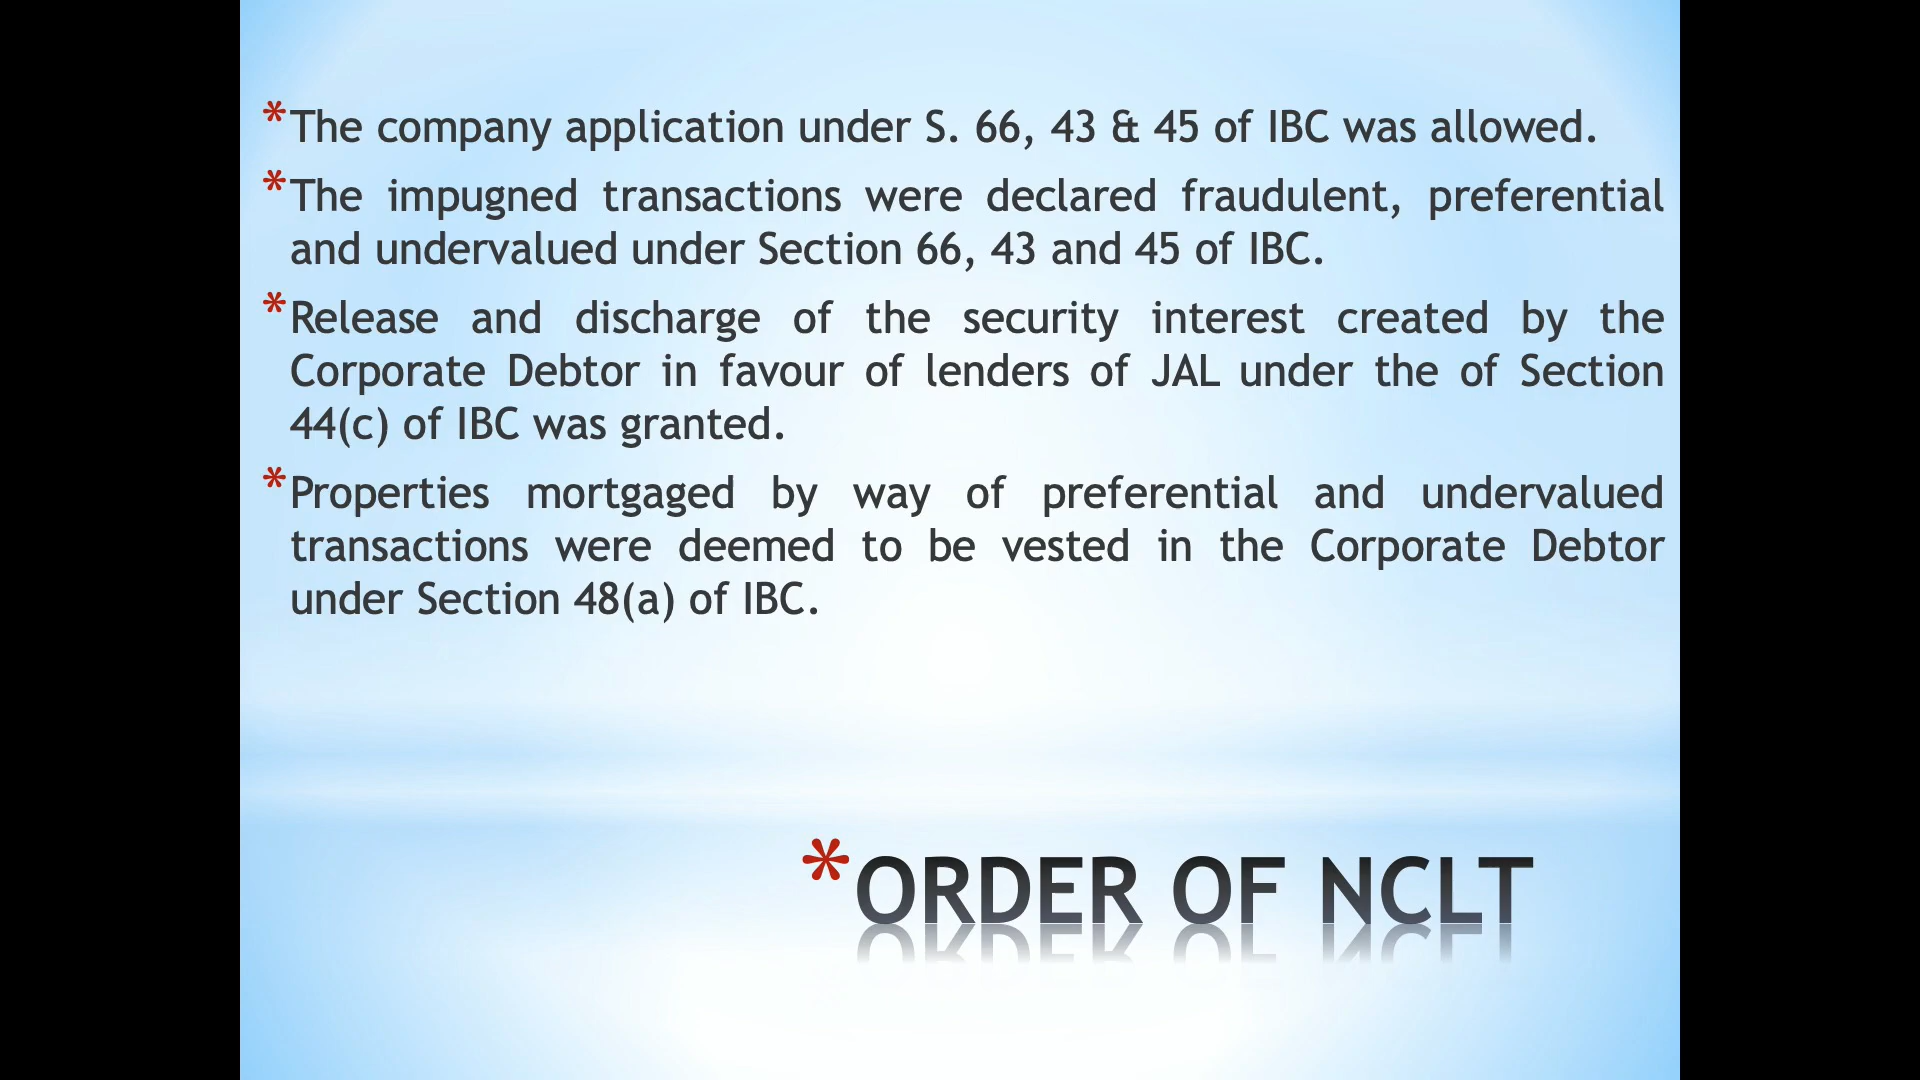 *The company application under S. 66, 43 & 45 of IBC was allowed.
*The impugned transactions were declared fraudulent, preferential
and undervalued under Section 66, 43 and 45 of IBC.
*Release and discharge of the security interest created by the
Corporate Debtor in favour of lenders of JAL under the of Section
44(c) of IBC was granted.
*Properties mortgaged by way of preferential and undervalued
transactions were deemed to be vested in the Corporate Debtor
under Section 48(a) of IBC.
*ORDER OF NCLT